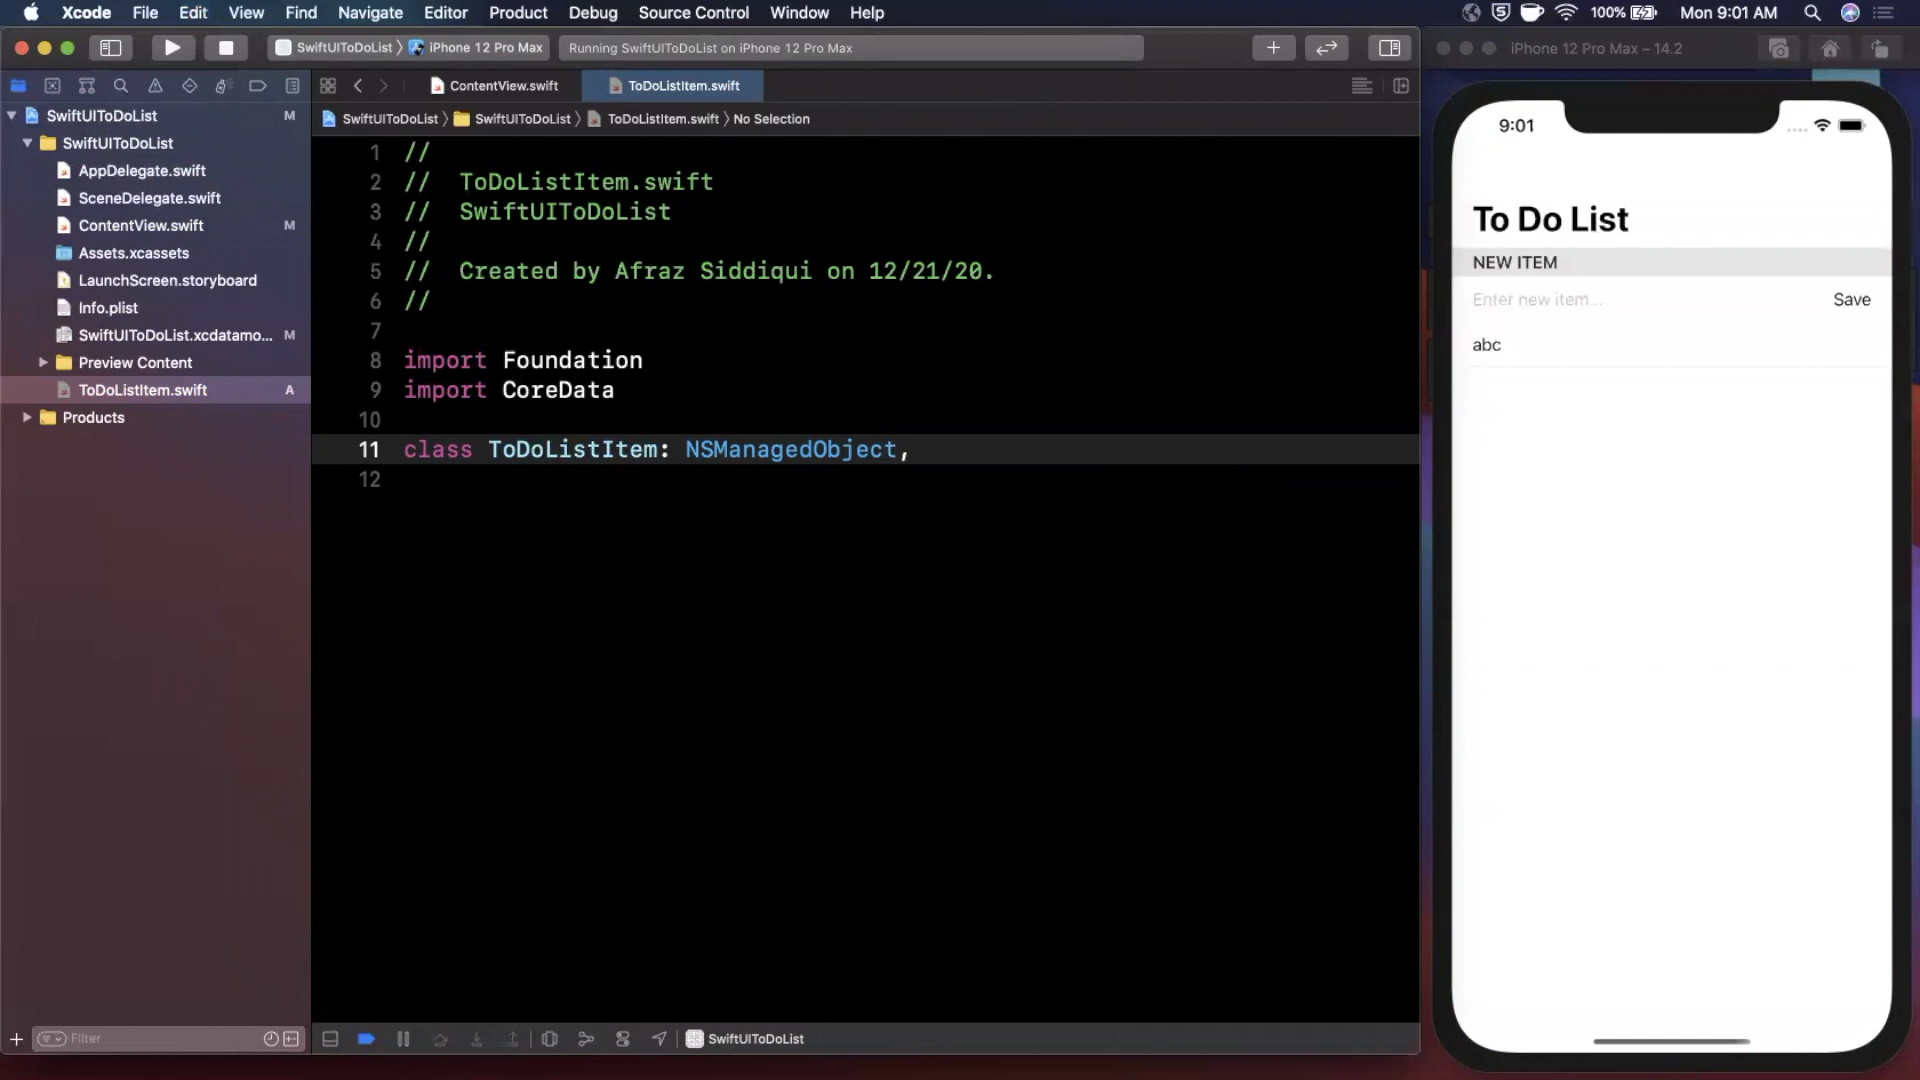 Xcode File Edit View Find Navigate Editor Product Debug Source Control Window Help 100% Mon 9:01 AM
SwiftUIToDoList iPhone 12 Pro Max Running SwiftUIToDoList on iPhone 12 Pro Max
iPhone 12 Pro Max – 14.2
ContentView.swift ToDoListItem.swift
SwiftUIToDoList SwiftUIToDoList ToDoListItem.swift No Selection
SwiftUIToDoList M
SwiftUIToDoList
AppDelegate.swift
SceneDelegate.swift
ContentView.swift M
Assets.xcassets
LaunchScreen.storyboard
Info.plist
SwiftUIToDoList.xcdatamo... M
Preview Content
ToDoListItem.swift A
Products
Filter
1 //
2 // ToDoListItem.swift
3 // SwiftUIToDoList
4 //
5 // Created by Afraz Siddiqui on 12/21/20.
6 //
7
8 import Foundation
9 import CoreData
10
11 class ToDoListItem: NSManagedObject,
12
SwiftUIToDoList
9:01
To Do List
NEW ITEM
Enter new item... Save
abc